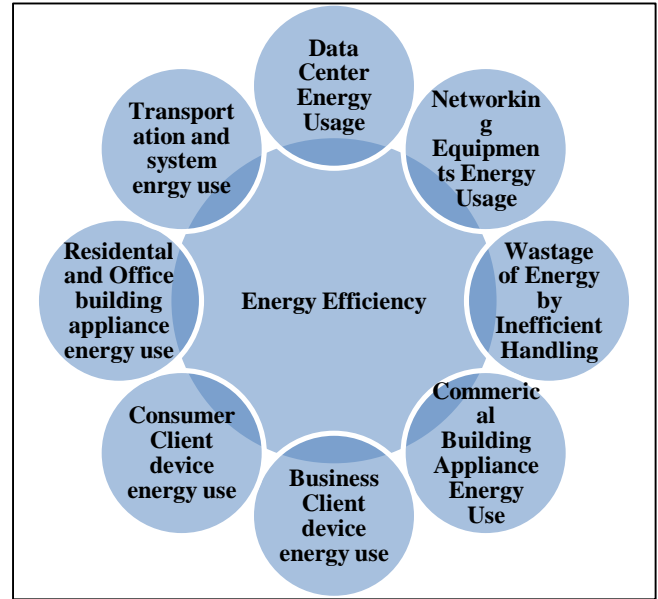 Data
Center
Energy
Usage
Networkin
g
Equipmen
ts Energy
Usage
Wastage
of Energy
by
Inefficient
Handling
Commeric
al
Building
Appliance
Energy
Use
Business
Client
device
energy use
Consumer
Client
device
energy use
Residental
and Office
building
appliance
energy use
Transport
ation and
system
enrgy use
Energy Efficiency